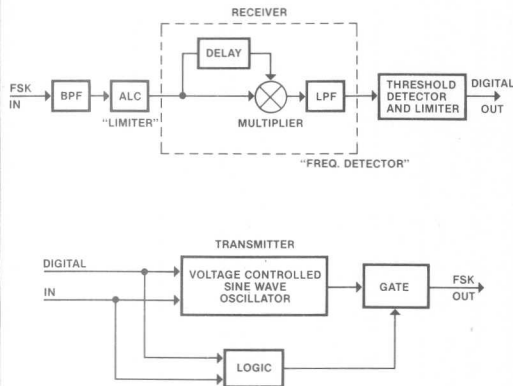 RECEIVER
DELAY
FSK
IN
BPF
ALC
LPF
THRESHOLD
DETECTOR
AND LIMITER
DIGITAL
OUT
"LIMITER"
MULTIPLIER
"FREQ. DETECTOR"
TRANSMITTER
DIGITAL
IN
VOLTAGE CONTROLLED
SINE WAVE
OSCILLATOR
GATE
FSK
OUT
LOGIC